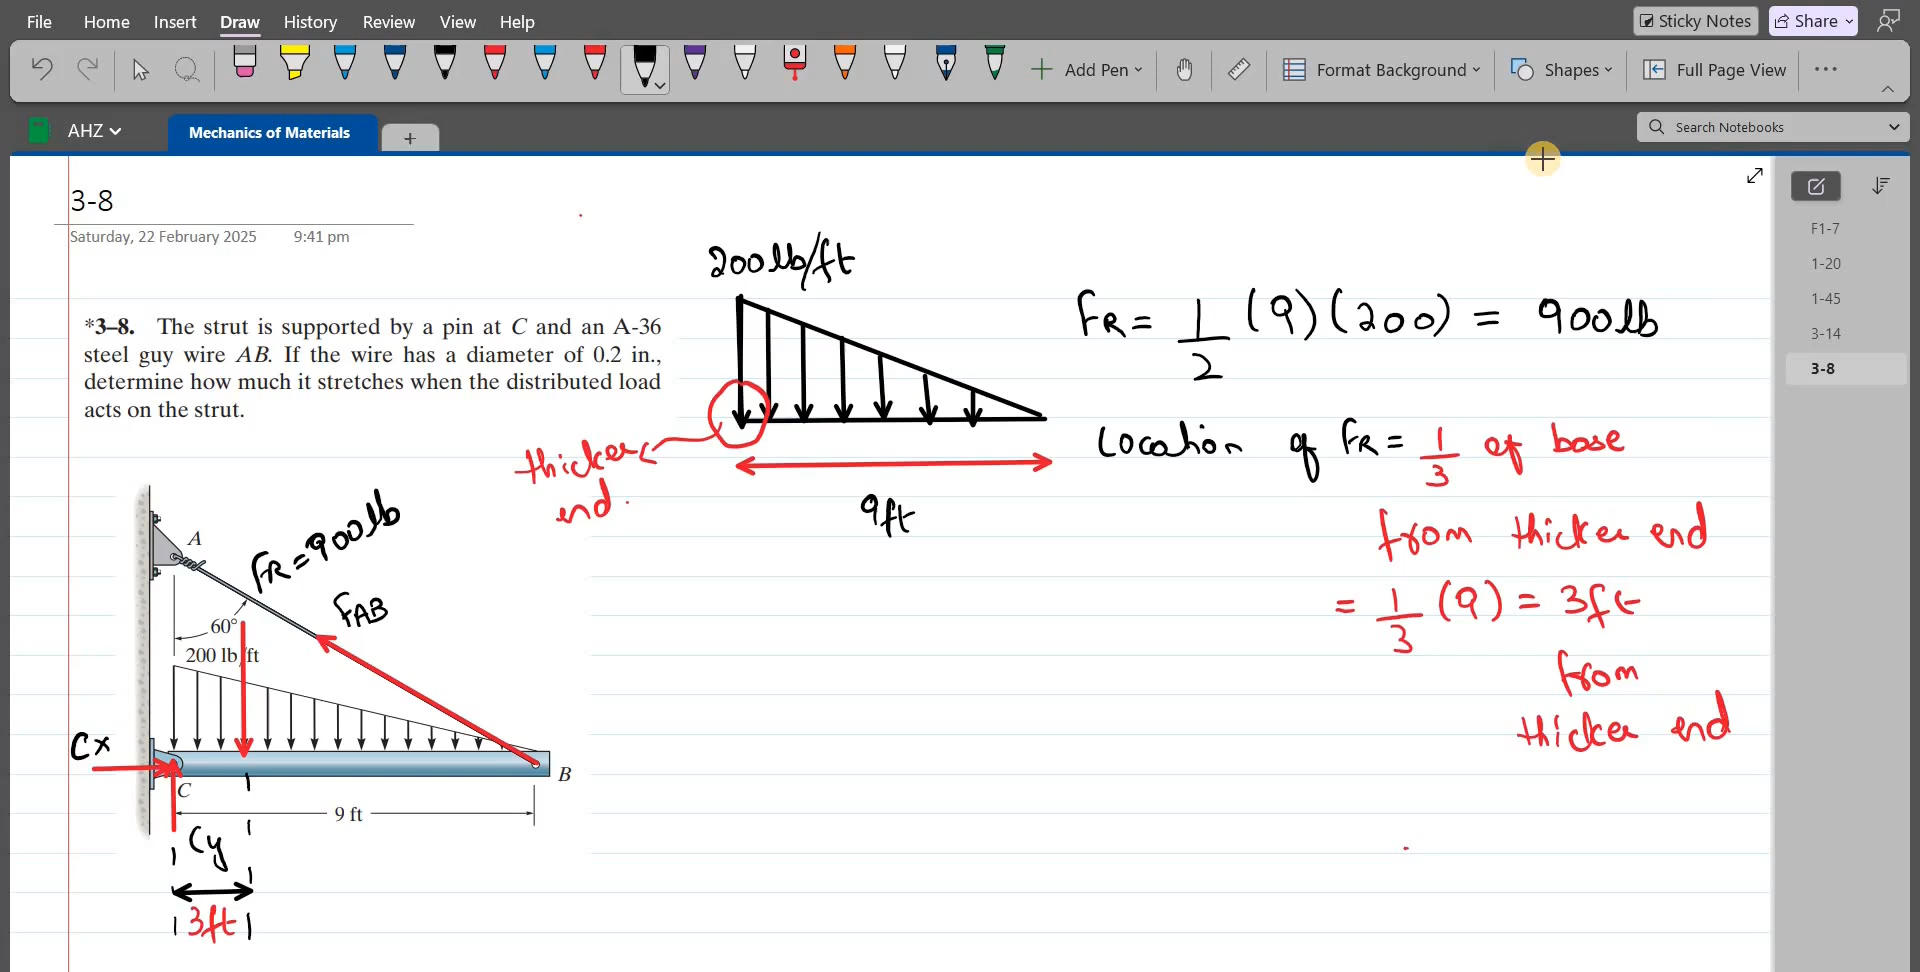 File Home Insert Draw History Review View Help
Sticky Notes Share
Add Pen Format Background Shapes Full Page View
AHZ Mechanics of Materials + Search Notebooks
3-8
Saturday, 22 February 2025 9:41 pm
*3–8. The strut is supported by a pin at C and an A-36
steel guy wire AB. If the wire has a diameter of 0.2 in.,
determine how much it stretches when the distributed load
acts on the strut.
200 lb/ft
thicker
end
9ft
FR = 1/2 (9)(200) = 900 lb
Location of FR = 1/3 of base
from thicker end
= 1/3 (9) = 3ft
from
thicker end
A
FR = 900 lb
FAB
60°
200 lb/ft
Cx
C
B
9 ft
Cy
3ft
F1-7
1-20
1-45
3-14
3-8